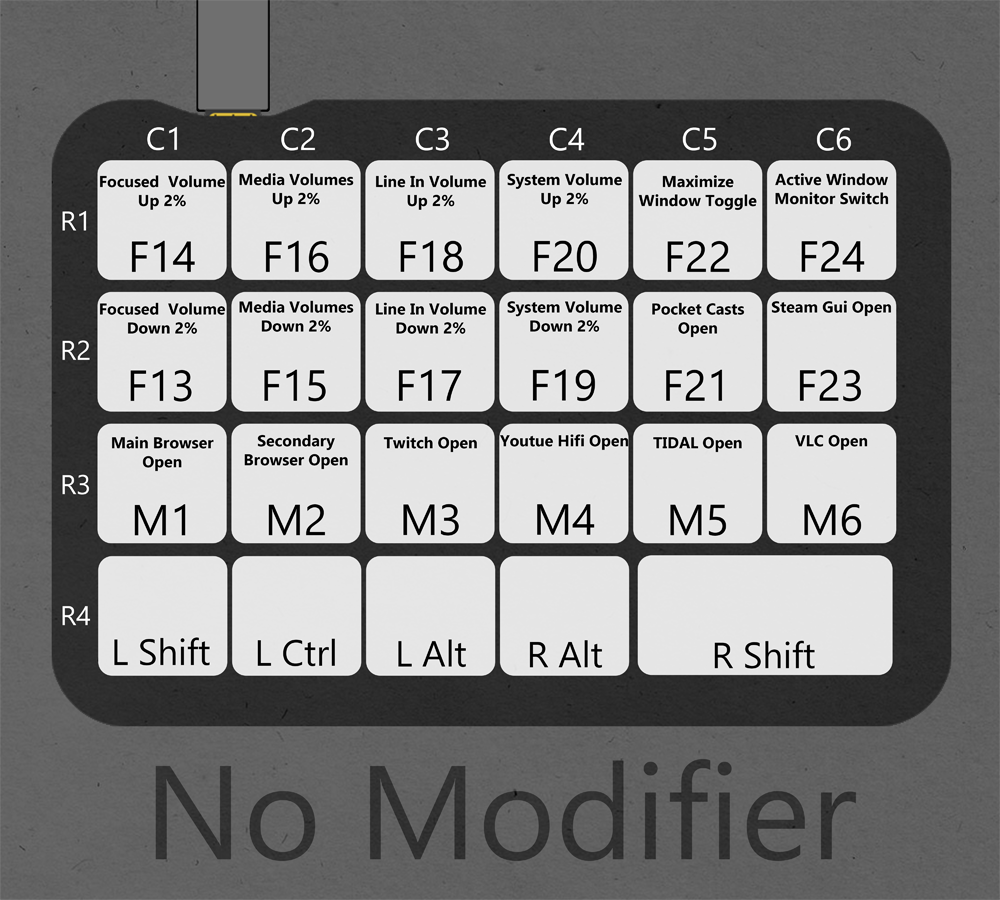 C1 C2 C3 C4 C5 C6
R1
Focused  Volume
Up 2%
F14
Media Volumes
Up 2%
F16
Line In Volume
Up 2%
F18
System Volume
Up 2%
F20
Maximize
Window Toggle
F22
Active Window
Monitor Switch
F24
R2
Focused  Volume
Down 2%
F13
Media Volumes
Down 2%
F15
Line In Volume
Down 2%
F17
System Volume
Down 2%
F19
Pocket Casts
Open
F21
Steam Gui Open
F23
R3
Main Browser
Open
M1
Secondary
Browser Open
M2
Twitch Open
M3
Youtue Hifi Open
M4
TIDAL Open
M5
VLC Open
M6
R4
L Shift
L Ctrl
L Alt
R Alt
R Shift
No Modifier